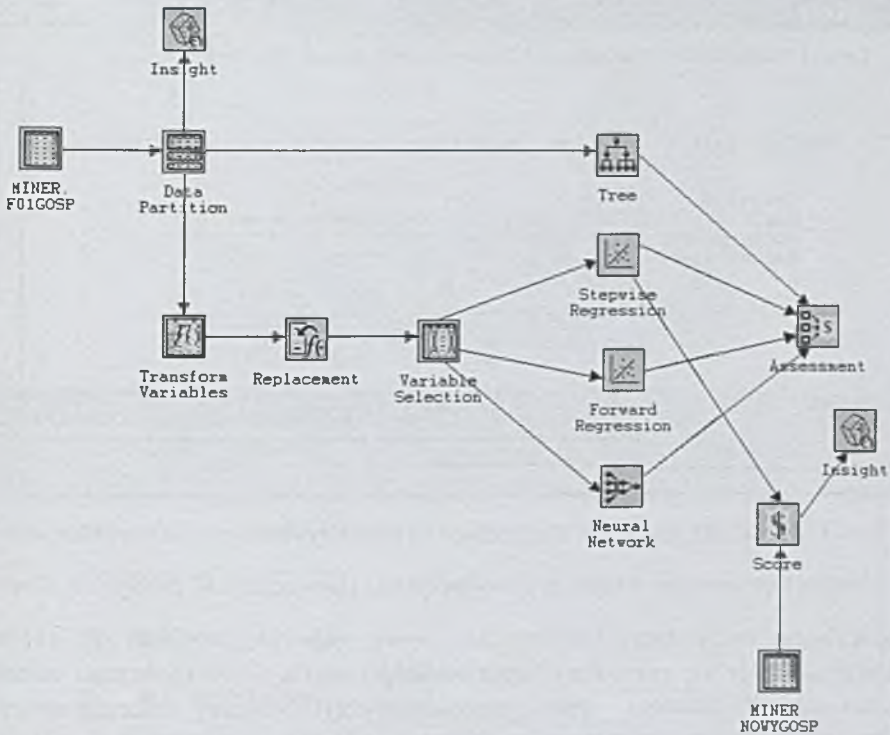 Insight
MINER.
F01GOSP
Data
Partition
Tree
Stepwise
Regression
Transform
Variables
Replacement
Variable
Selection
Forward
Regression
Assessment
Insight
Neural
Network
Score
MINER
NOWYGOSP